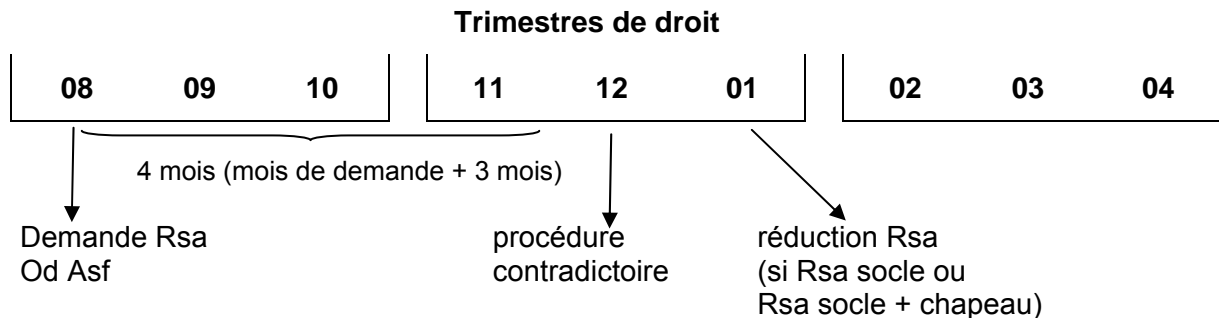 Trimestres de droit
08 09 10 11 12 01 02 03 04
4 mois (mois de demande + 3 mois)
Demande Rsa
Od Asf
procédure
contradictoire
réduction Rsa
(si Rsa socle ou
Rsa socle + chapeau)